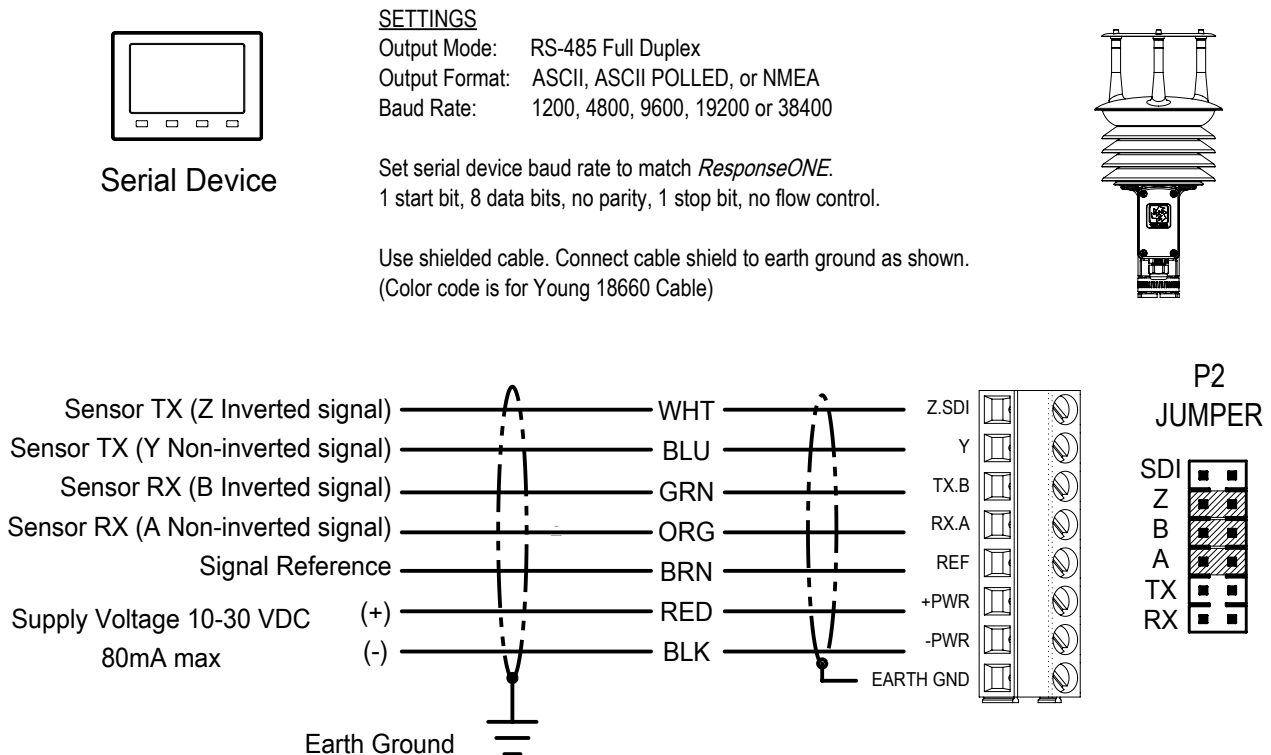 SETTINGS
Output Mode: RS-485 Full Duplex
Output Format: ASCII, ASCII POLLED, or NMEA
Baud Rate: 1200, 4800, 9600, 19200 or 38400
Serial Device
Set serial device baud rate to match ResponseONE.
1 start bit, 8 data bits, no parity, 1 stop bit, no flow control.
Use shielded cable. Connect cable shield to earth ground as shown.
(Color code is for Young 18660 Cable)
Sensor TX (Z Inverted signal) WHT Z.SDI
Sensor TX (Y Non-inverted signal) BLU Y
Sensor RX (B Inverted signal) GRN TX.B
Sensor RX (A Non-inverted signal) ORG RX.A
Signal Reference BRN REF
Supply Voltage 10-30 VDC (+) RED +PWR
80mA max (-) BLK -PWR
EARTH GND
Earth Ground
P2
JUMPER
SDI
Z
B
A
TX
RX